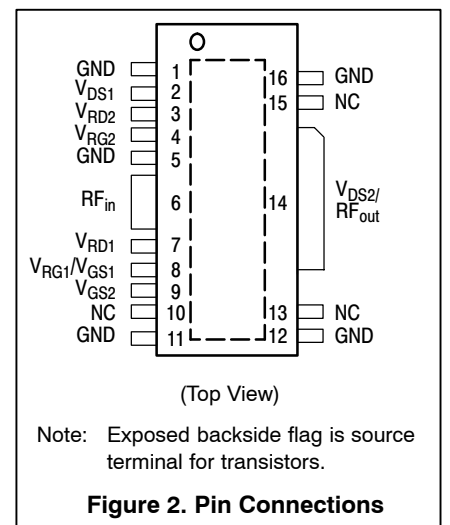 GND 1 16 GND
VDS1 2 15 NC
VRD2 3
VRG2 4
GND 5
RFin 6 14 VDS2/
RFout
VRD1 7
VRG1/VGS1 8
VGS2 9
NC 10 13 NC
GND 11 12 GND
(Top View)
Note: Exposed backside flag is source
terminal for transistors.
Figure 2. Pin Connections